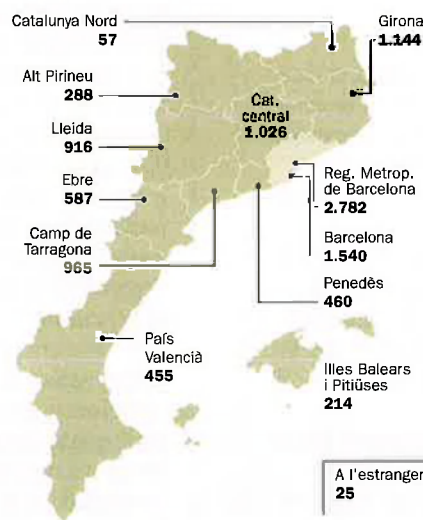 Catalunya Nord
57
Girona
1.144
Alt Pirineu
288
Cat.
central
1.026
Lleida
916
Ebre
587
Camp de
Tarragona
965
Reg. Metrop.
de Barcelona
2.782
Barcelona
1.540
Penedès
460
País
Valencià
455
Illes Balears
i Pitiüses
214
A l'estranger
25